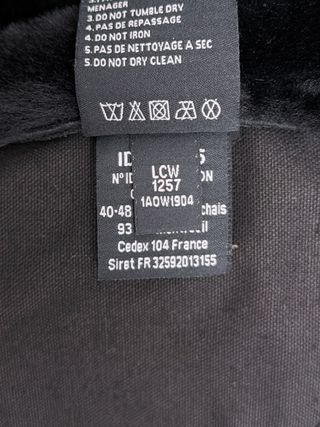 MENAGER
3. DO NOT TUMBLE DRY
4. PAS DE REPASSAGE
4. DO NOT IRON
5. PAS DE NETTOYAGE A SEC
5. DO NOT DRY CLEAN
LCW
1257
1AOW1904
40-48
Cedex 104 France
Siret FR 32592013155